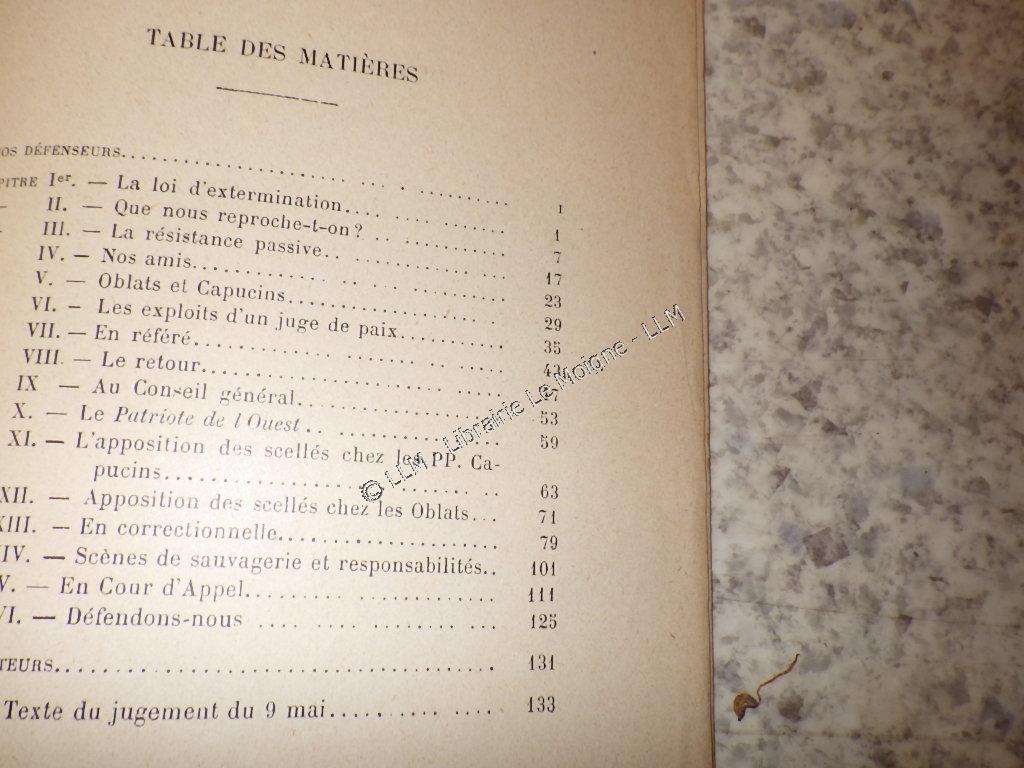 TABLE DES MATIÈRES
OS DÉFENSEURS.............................. I
PITRE Ier. — La loi d'extermination.................. 1
II. — Que nous reproche-t-on ? .............. 7
III. — La résistance passive.................. 17
IV. — Nos amis.............................. 23
V. — Oblats et Capucins.................... 29
VI. — Les exploits d'un juge de paix.......... 35
VII. — En référé.............................. 43
VIII. — Le retour..............................
IX — Au Conseil général.................... 53
X. — Le Patriote de l'Ouest .. .............. 59
XI. — L'apposition des scellés chez les PP. Ca-
pucins.............................. 63
XII. — Apposition des scellés chez les Oblats... 71
XIII. — En correctionnelle...................... 79
IV. — Scènes de sauvagerie et responsabilités.. 101
V. — En Cour d'Appel........................ 111
VI. — Défendons-nous .... .... ........ ... 125
TEURS........................................ 131
Texte du jugement du 9 mai.............. .... 133
© LLM - Librairie Le Moigne - LLM